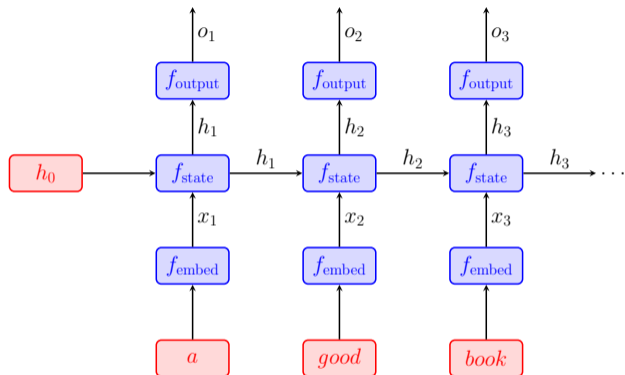 o₁ o₂ o₃
f_output f_output f_output
h₁ h₂ h₃
h₀ f_state h₁ f_state h₂ f_state h₃ ···
x₁ x₂ x₃
f_embed f_embed f_embed
a good book